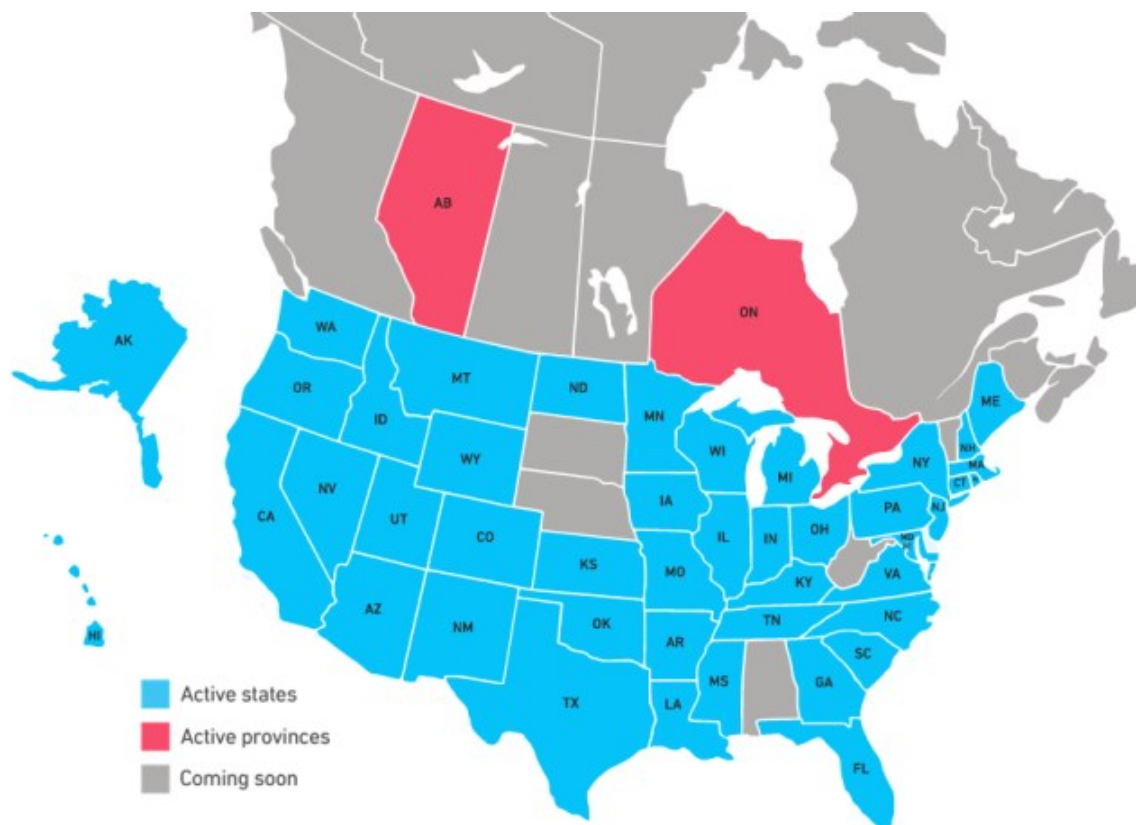 AB
ON
AK
WA
MT
ND
OR
ID
MN
ME
WI
NH
WY
MI
NY
MA
NV
IA
CT
CA
UT
CO
IL
IN
OH
PA
NJ
MD
KS
MO
KY
VA
AZ
NM
OK
TN
NC
HI
AR
SC
TX
LA
MS
GA
FL
Active states
Active provinces
Coming soon